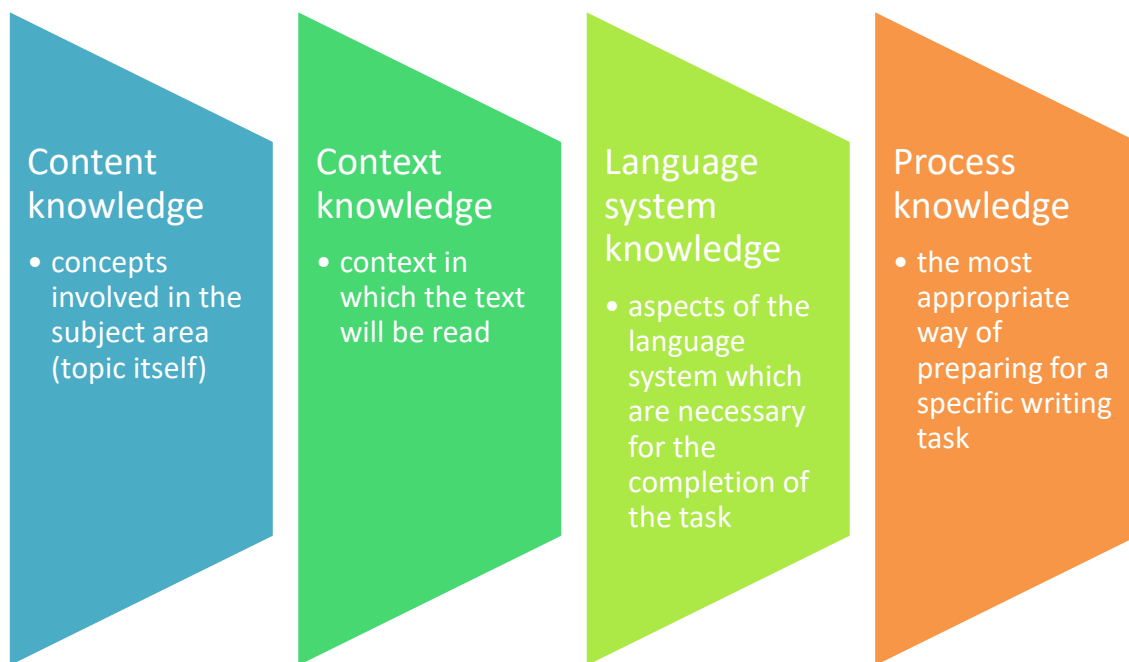 Content
knowledge
• concepts
involved in the
subject area
(topic itself)
Context
knowledge
• context in
which the text
will be read
Language
system
knowledge
• aspects of the
language
system which
are necessary
for the
completion of
the task
Process
knowledge
• the most
appropriate
way of
preparing for a
specific writing
task